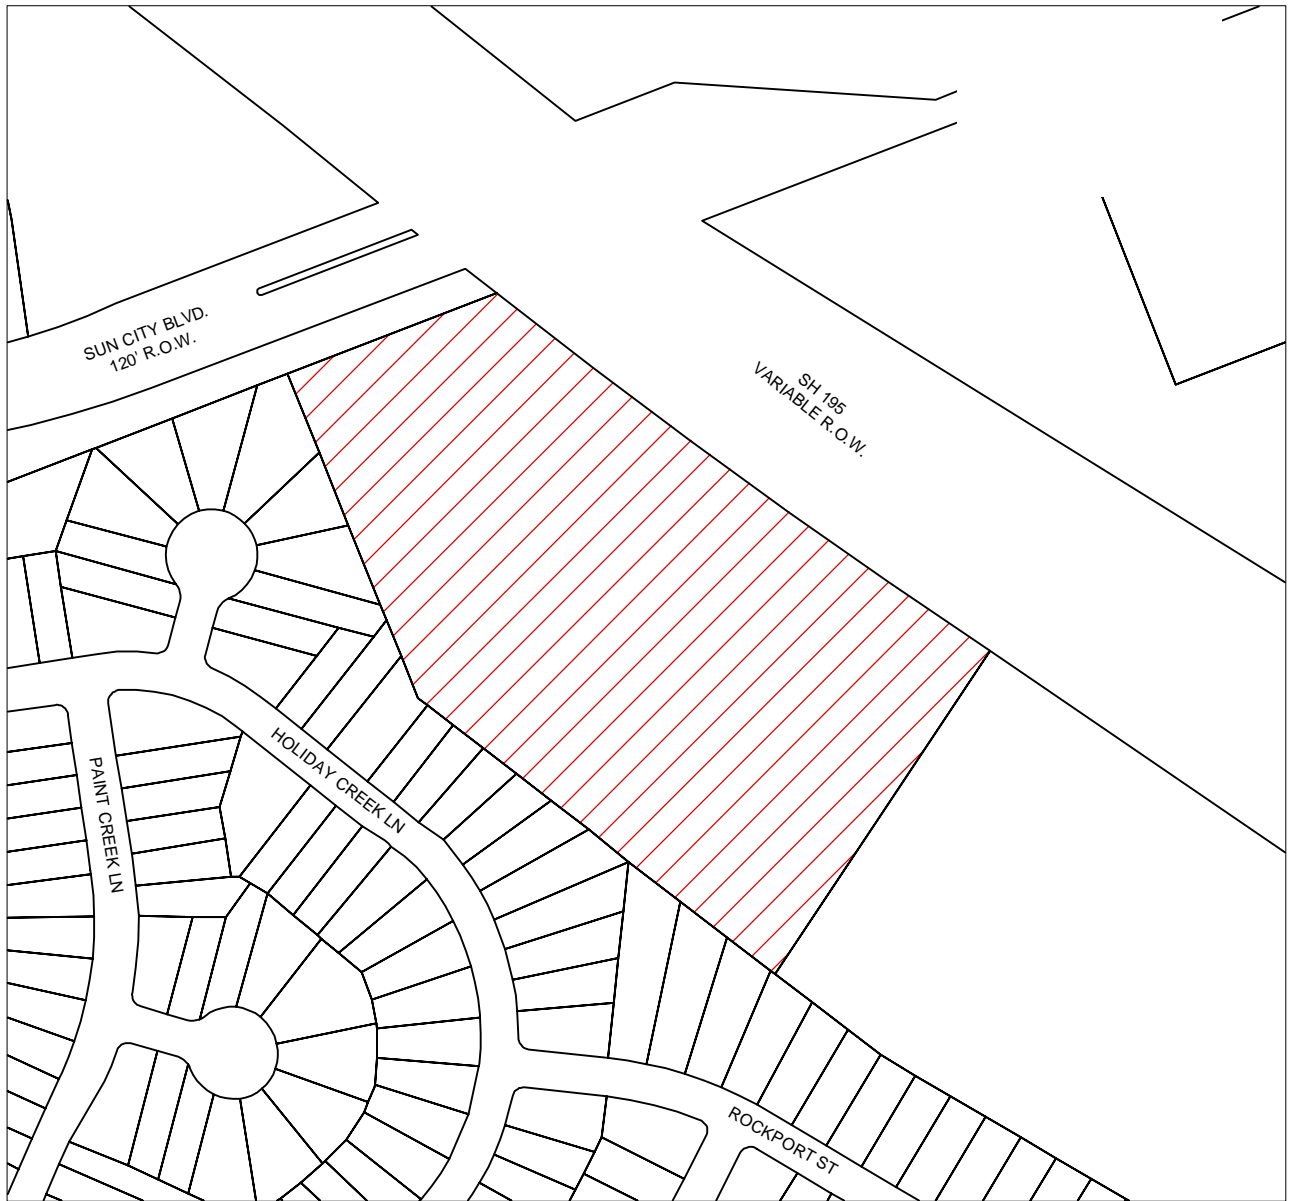 SUN CITY BLVD.
120' R.O.W.
SH 195
VARIABLE R.O.W.
HOLIDAY CREEK LN
PAINT CREEK LN
ROCKPORT ST